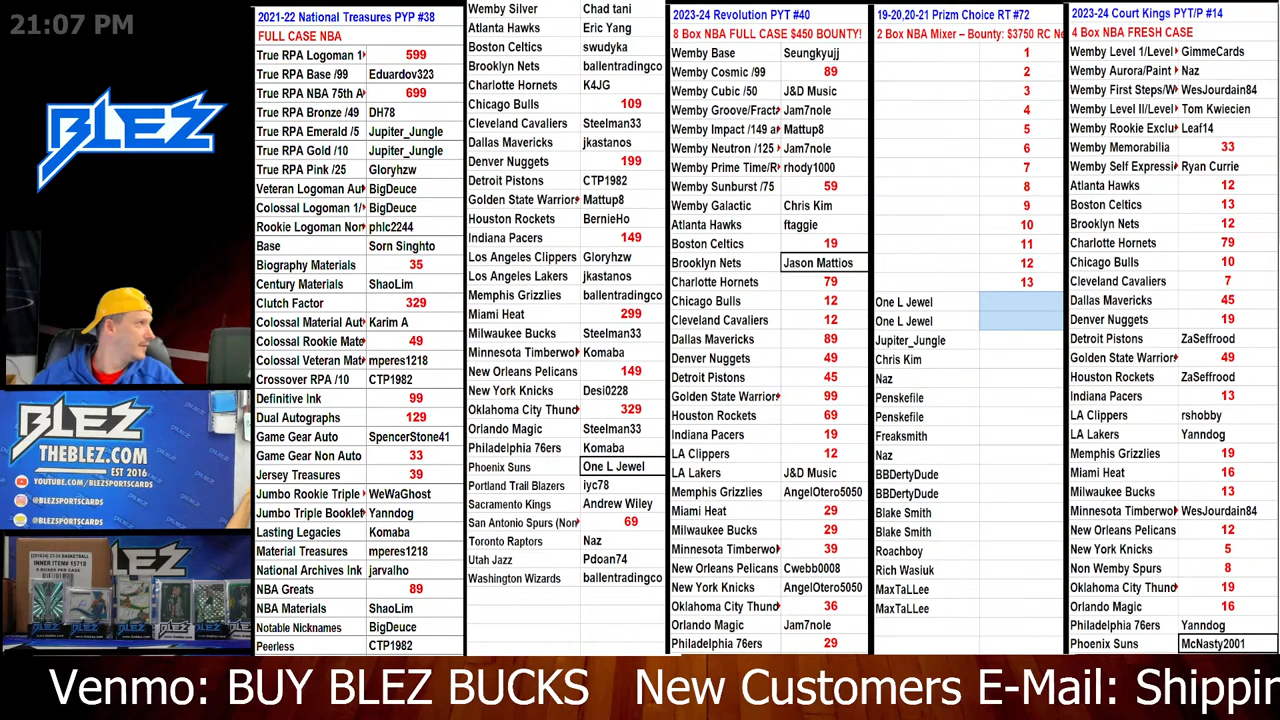 21:07 PM
BLEZ
BLEZ
THEBLEZ.COM
EST 2016
YOUTUBE.COM/BLEZSPORTSCARDS
@BLEZSPORTSCARDS
@BLEZSPORTSCARDS
INNER ITEM# 15718
2021-22 National Treasures PYP #38
FULL CASE NBA
True RPA Logoman 1 599
True RPA Base /99 Eduardov323
True RPA NBA 75th A 699
True RPA Bronze /49 DH78
True RPA Emerald /5 Jupiter_Jungle
True RPA Gold /10 Jupiter_Jungle
True RPA Pink /25 Gloryhzw
Veteran Logoman Au BigDeuce
Colossal Logoman 1/ BigDeuce
Rookie Logoman Non phlc2244
Base Sorn Singhto
Biography Materials 35
Century Materials ShaoLim
Clutch Factor 329
Colossal Material Aut Karim A
Colossal Rookie Mate 49
Colossal Veteran Mat mperes1218
Crossover RPA /10 CTP1982
Definitive Ink 99
Dual Autographs 129
Game Gear Auto SpencerStone41
Game Gear Non Auto 33
Jersey Treasures 39
Jumbo Rookie Triple WeWaGhost
Jumbo Triple Booklet Yanndog
Lasting Legacies Komaba
Material Treasures mperes1218
National Archives Ink jarvalho
NBA Greats 89
NBA Materials ShaoLim
Notable Nicknames BigDeuce
Peerless CTP1982
Wemby Silver Chad tani
Atlanta Hawks Eric Yang
Boston Celtics swudyka
Brooklyn Nets ballentradingco
Charlotte Hornets K4JG
Chicago Bulls 109
Cleveland Cavaliers Steelman33
Dallas Mavericks jkastanos
Denver Nuggets 199
Detroit Pistons CTP1982
Golden State Warrior Mattup8
Houston Rockets BernieHo
Indiana Pacers 149
Los Angeles Clippers Gloryhzw
Los Angeles Lakers jkastanos
Memphis Grizzlies ballentradingco
Miami Heat 299
Milwaukee Bucks Steelman33
Minnesota Timberwo Komaba
New Orleans Pelicans 149
New York Knicks Desi0228
Oklahoma City Thund 329
Orlando Magic Steelman33
Philadelphia 76ers Komaba
Phoenix Suns One L Jewel
Portland Trail Blazers iyc78
Sacramento Kings Andrew Wiley
San Antonio Spurs (Non 69
Toronto Raptors Naz
Utah Jazz Pdoan74
Washington Wizards ballentradingco
2023-24 Revolution PYT #40
8 Box NBA FULL CASE $450 BOUNTY!
Wemby Base Seungkyujj
Wemby Cosmic /99 89
Wemby Cubic /50 J&D Music
Wemby Groove/Fract Jam7nole
Wemby Impact /149 a Mattup8
Wemby Neutron /125 Jam7nole
Wemby Prime Time/R rhody1000
Wemby Sunburst /75 59
Wemby Galactic Chris Kim
Atlanta Hawks ftaggie
Boston Celtics 19
Brooklyn Nets Jason Mattios
Charlotte Hornets 79
Chicago Bulls 12
Cleveland Cavaliers 12
Dallas Mavericks 89
Denver Nuggets 49
Detroit Pistons 45
Golden State Warrior 99
Houston Rockets 69
Indiana Pacers 19
LA Clippers 12
LA Lakers J&D Music
Memphis Grizzlies AngelOtero5050
Miami Heat 29
Milwaukee Bucks 29
Minnesota Timberwo 39
New Orleans Pelicans Cwebb0008
New York Knicks AngelOtero5050
Oklahoma City Thund 36
Orlando Magic Jam7nole
Philadelphia 76ers 29
19-20,20-21 Prizm Choice RT #72
2 Box NBA Mixer – Bounty: $3750 RC Ne
1
2
3
4
5
6
7
8
9
10
11
12
13
One L Jewel
One L Jewel
Jupiter_Jungle
Chris Kim
Naz
Penskefile
Penskefile
Freaksmith
Naz
BBDertyDude
BBDertyDude
Blake Smith
Blake Smith
Roachboy
Rich Wasiuk
MaxTaLLee
MaxTaLLee
2023-24 Court Kings PYT/P #14
4 Box NBA FRESH CASE
Wemby Level 1/Level GimmeCards
Wemby Aurora/Paint Naz
Wemby First Steps/W WesJourdain84
Wemby Level II/Level Tom Kwiecien
Wemby Rookie Exclu Leaf14
Wemby Memorabilia 33
Wemby Self Expressi Ryan Currie
Atlanta Hawks 12
Boston Celtics 13
Brooklyn Nets 12
Charlotte Hornets 79
Chicago Bulls 10
Cleveland Cavaliers 7
Dallas Mavericks 45
Denver Nuggets 19
Detroit Pistons ZaSeffrood
Golden State Warrior 49
Houston Rockets ZaSeffrood
Indiana Pacers 13
LA Clippers rshobby
LA Lakers Yanndog
Memphis Grizzlies 19
Miami Heat 16
Milwaukee Bucks 13
Minnesota Timberwo WesJourdain84
New Orleans Pelicans 12
New York Knicks 5
Non Wemby Spurs 8
Oklahoma City Thund 19
Orlando Magic 16
Philadelphia 76ers Yanndog
Phoenix Suns McNasty2001
Venmo: BUY BLEZ BUCKS New Customers E-Mail: Shippin